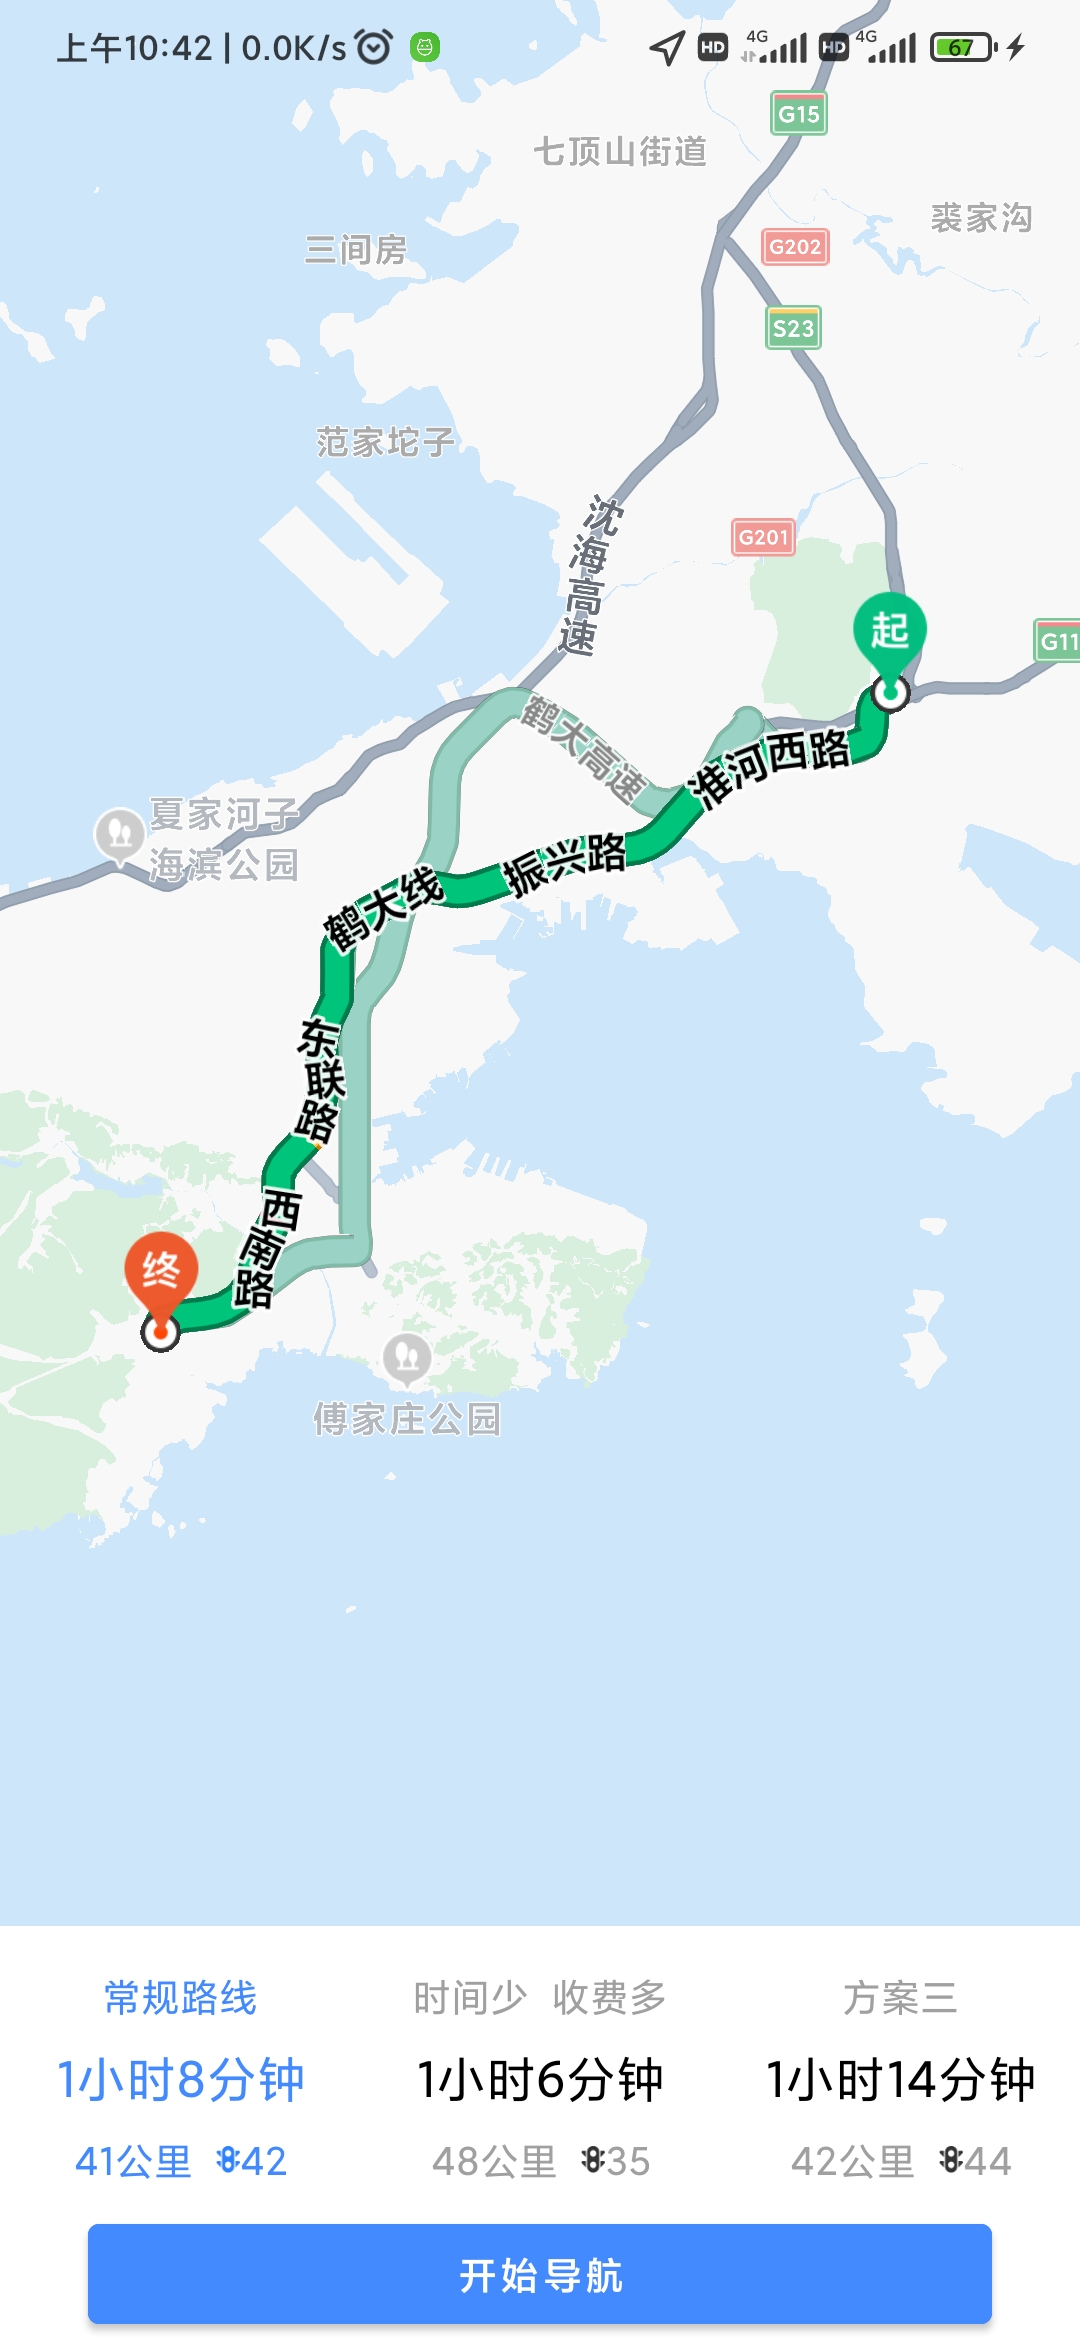 上午10:42 | 0.0K/s
HD 4G HD 4G 67
G15
七顶山街道
裘家沟
三间房
G202
S23
范家坨子
沈海高速
G201
起
G11
鹤大高速
淮河西路
夏家河子
海滨公园
振兴路
鹤大线
东联路
西南路
终
傅家庄公园
常规路线
1小时8分钟
41公里 42
时间少 收费多
1小时6分钟
48公里 35
方案三
1小时14分钟
42公里 44
开始导航